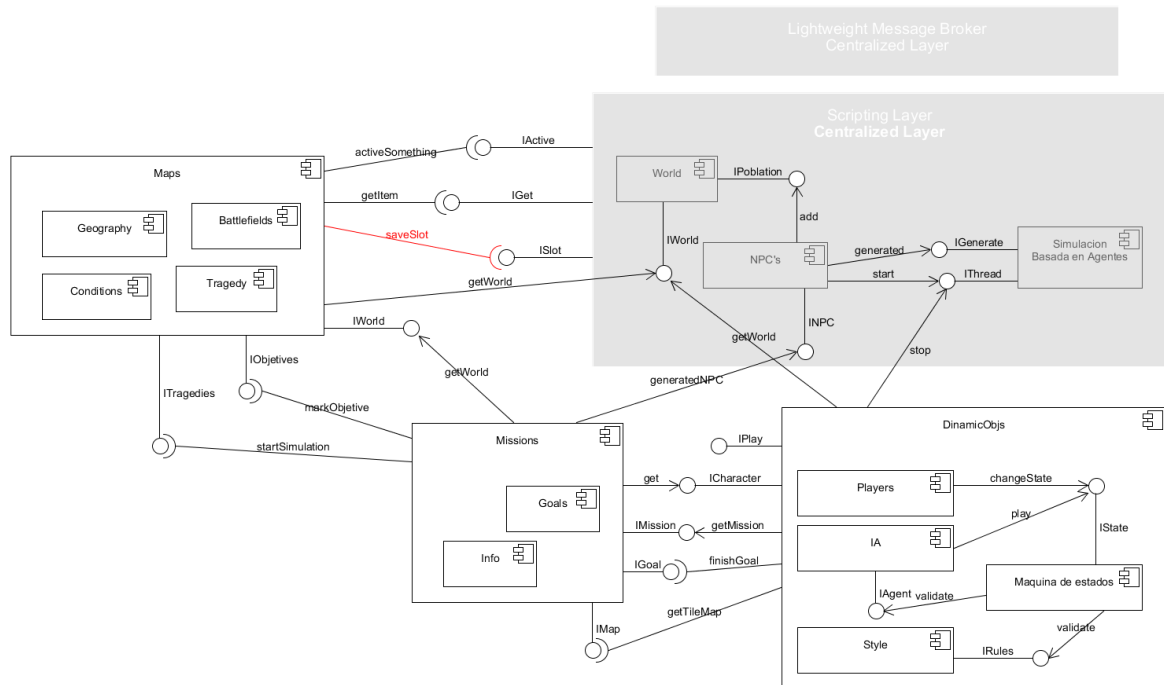 Lightweight Message Broker
Centralized Layer
Scripting Layer
Centralized Layer
activeSomething
IActive
Maps
World
IPoblation
getItem
IGet
add
Geography
Battlefields
saveSlot
ISlot
IWorld
NPC's
generated
IGenerate
Simulacion
Basada en Agentes
start
IThread
Conditions
Tragedy
getWorld
IWorld
INPC
getWorld
stop
IObjetives
getWorld
generatedNPC
ITragedies
markObjetive
startSimulation
Missions
IPlay
DinamicObjs
get
ICharacter
Players
changeState
Goals
play
IMission
getMission
IState
IA
Info
IGoal
finishGoal
Maquina de estados
IAgent
validate
getTileMap
IMap
validate
Style
IRules